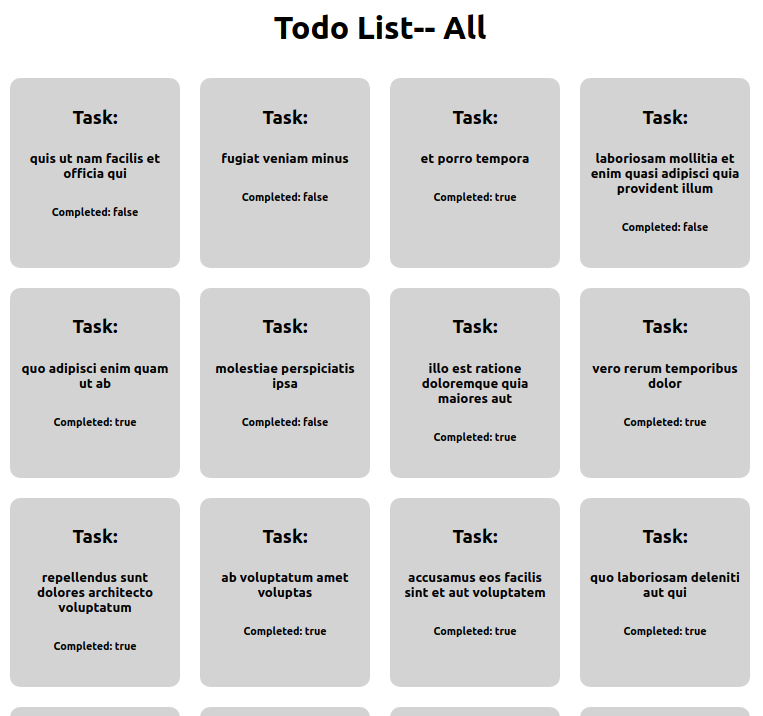 Todo List-- All
Task:
quis ut nam facilis et
officia qui
Completed: false
Task:
fugiat veniam minus
Completed: false
Task:
et porro tempora
Completed: true
Task:
laboriosam mollitia et
enim quasi adipisci quia
provident illum
Completed: false
Task:
quo adipisci enim quam
ut ab
Completed: true
Task:
molestiae perspiciatis
ipsa
Completed: false
Task:
illo est ratione
doloremque quia
maiores aut
Completed: true
Task:
vero rerum temporibus
dolor
Completed: true
Task:
repellendus sunt
dolores architecto
voluptatum
Completed: true
Task:
ab voluptatum amet
voluptas
Completed: true
Task:
accusamus eos facilis
sint et aut voluptatem
Completed: true
Task:
quo laboriosam deleniti
aut qui
Completed: true